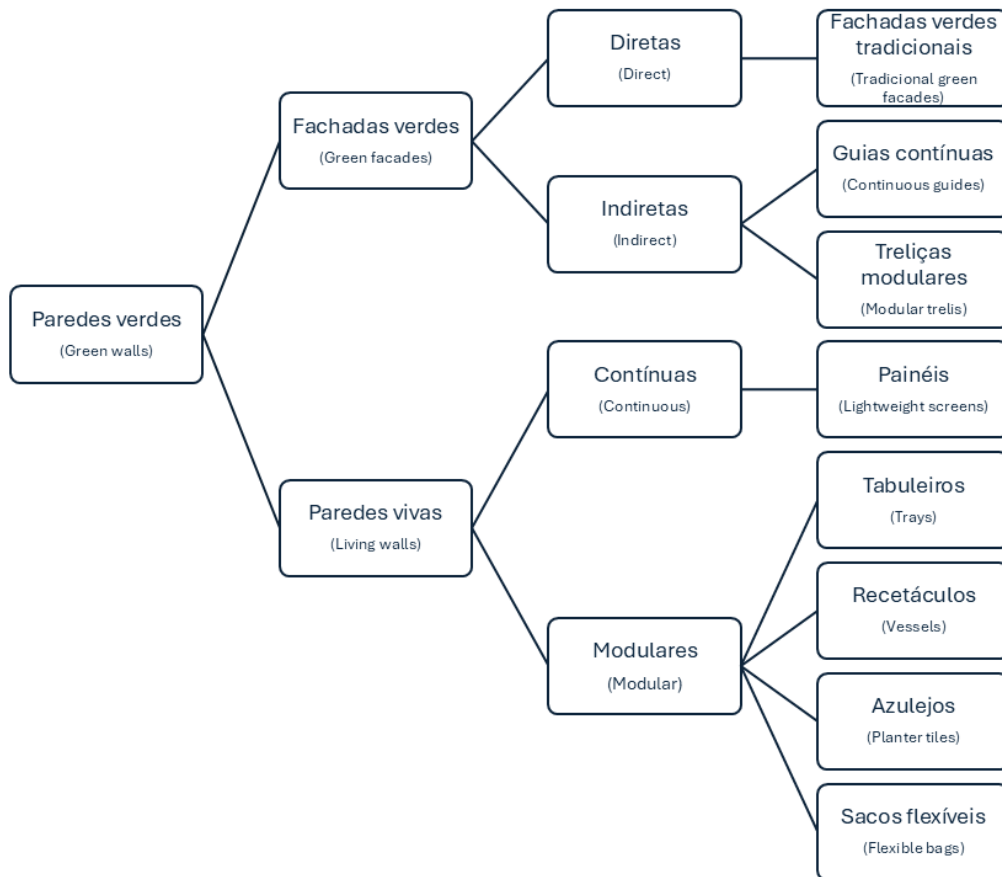 Paredes verdes
(Green walls)
Fachadas verdes
(Green facades)
Diretas
(Direct)
Fachadas verdes
tradicionais
(Tradicional green
facades)
Indiretas
(Indirect)
Guias contínuas
(Continuous guides)
Treliças
modulares
(Modular trelis)
Paredes vivas
(Living walls)
Contínuas
(Continuous)
Painéis
(Lightweight screens)
Modulares
(Modular)
Tabuleiros
(Trays)
Recetáculos
(Vessels)
Azulejos
(Planter tiles)
Sacos flexíveis
(Flexible bags)